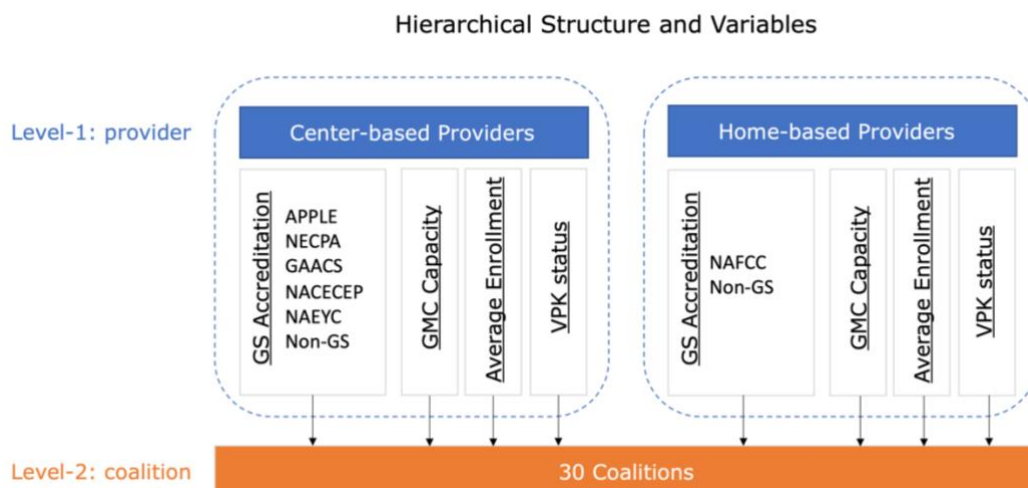 Hierarchical Structure and Variables
Level-1: provider
Center-based Providers
Home-based Providers
GS Accreditation
APPLE
NECPA
GAACS
NACECEP
NAEYC
Non-GS
GMC Capacity
Average Enrollment
VPK status
GS Accreditation
NAFCC
Non-GS
GMC Capacity
Average Enrollment
VPK status
Level-2: coalition
30 Coalitions